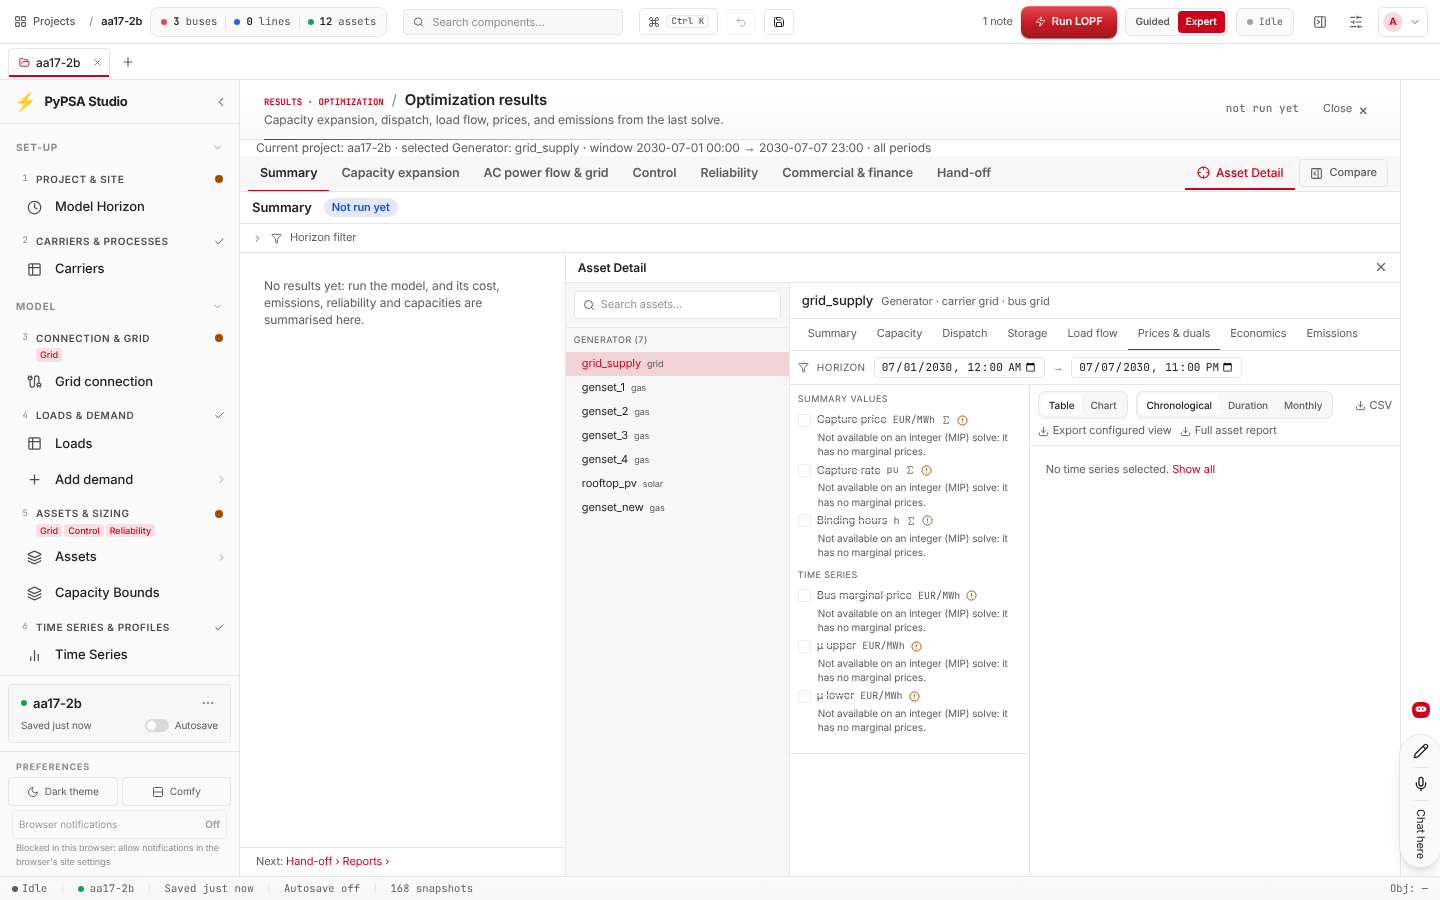 Projects / aa17-2b
3 buses 0 lines 12 assets
Search components...
⌘ Ctrl K
1 note
Run LOPF
Guided Expert
Idle
A
aa17-2b
PyPSA Studio
SET-UP
1 PROJECT & SITE
Model Horizon
2 CARRIERS & PROCESSES
Carriers
MODEL
3 CONNECTION & GRID
Grid
Grid connection
4 LOADS & DEMAND
Loads
Add demand
5 ASSETS & SIZING
Grid Control Reliability
Assets
Capacity Bounds
6 TIME SERIES & PROFILES
Time Series
aa17-2b
Saved just now Autosave
PREFERENCES
Dark theme Comfy
Browser notifications Off
Blocked in this browser: allow notifications in the
browser's site settings
RESULTS · OPTIMIZATION / Optimization results
Capacity expansion, dispatch, load flow, prices, and emissions from the last solve.
not run yet Close ×
Current project: aa17-2b · selected Generator: grid_supply · window 2030-07-01 00:00 → 2030-07-07 23:00 · all periods
Summary Capacity expansion AC power flow & grid Control Reliability Commercial & finance Hand-off
Asset Detail Compare
Summary Not run yet
Horizon filter
No results yet: run the model, and its cost,
emissions, reliability and capacities are
summarised here.
Next: Hand-off › Reports ›
Asset Detail
Search assets...
GENERATOR (7)
grid_supply grid
genset_1 gas
genset_2 gas
genset_3 gas
genset_4 gas
rooftop_pv solar
genset_new gas
grid_supply Generator · carrier grid · bus grid
Summary Capacity Dispatch Storage Load flow Prices & duals Economics Emissions
HORIZON 07/01/2030, 12:00 AM → 07/07/2030, 11:00 PM
SUMMARY VALUES
Capture price EUR/MWh Σ
Not available on an integer (MIP) solve: it
has no marginal prices.
Capture rate pu Σ
Not available on an integer (MIP) solve: it
has no marginal prices.
Binding hours h Σ
Not available on an integer (MIP) solve: it
has no marginal prices.
TIME SERIES
Bus marginal price EUR/MWh
Not available on an integer (MIP) solve: it
has no marginal prices.
μ upper EUR/MWh
Not available on an integer (MIP) solve: it
has no marginal prices.
μ lower EUR/MWh
Not available on an integer (MIP) solve: it
has no marginal prices.
Table Chart Chronological Duration Monthly CSV
Export configured view Full asset report
No time series selected. Show all
Chat here
Idle aa17-2b Saved just now Autosave off 168 snapshots
Obj: —